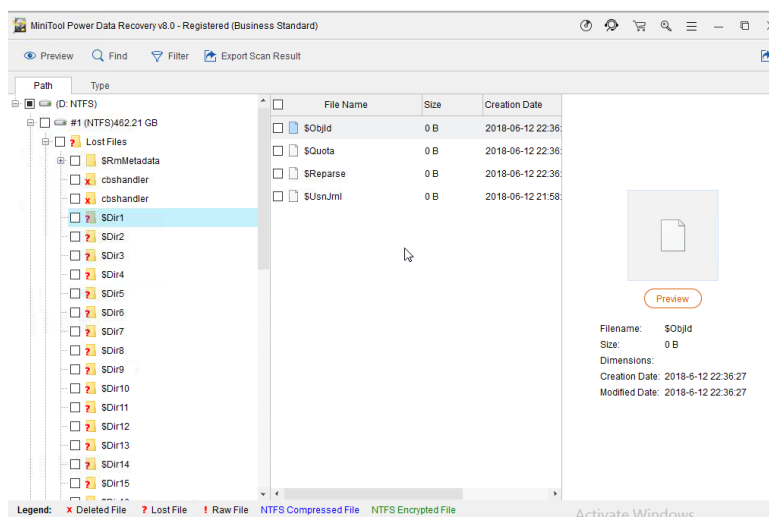 MiniTool Power Data Recovery v8.0 - Registered (Business Standard)
Preview Find Filter Export Scan Result
Path Type
(D: NTFS)
#1 (NTFS)462.21 GB
Lost Files
$RmMetadata
cbshandler
cbshandler
$Dir1
$Dir2
$Dir3
$Dir4
$Dir5
$Dir6
$Dir7
$Dir8
$Dir9
$Dir10
$Dir11
$Dir12
$Dir13
$Dir14
$Dir15
File Name Size Creation Date
$ObjId 0 B 2018-06-12 22:36:
$Quota 0 B 2018-06-12 22:36:
$Reparse 0 B 2018-06-12 22:36:
$UsnJrnl 0 B 2018-06-12 21:58:
Preview
Filename: $ObjId
Size: 0 B
Dimensions:
Creation Date: 2018-6-12 22:36:27
Modified Date: 2018-6-12 22:36:27
Legend: x Deleted File ? Lost File ! Raw File NTFS Compressed File NTFS Encrypted File
Activate Windows